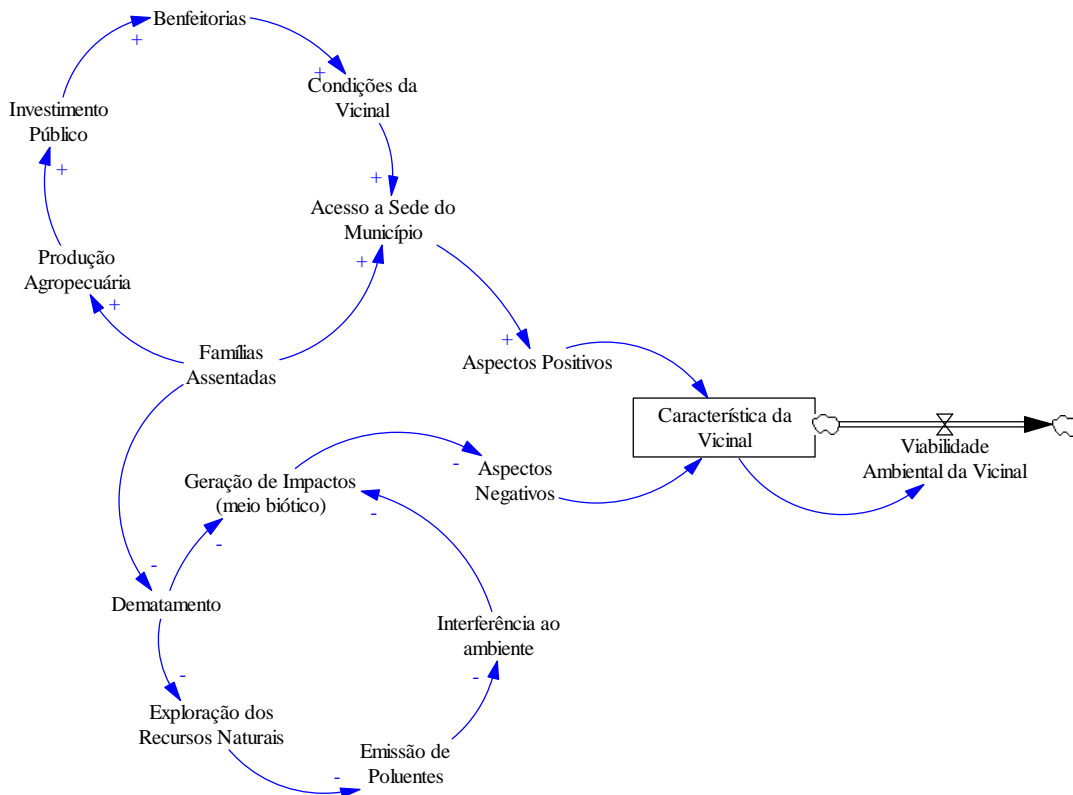 Benfeitorias
+
+
Condições da
Vicinal
Investimento
Público
+
+
Acesso a Sede do
Município
Produção
Agropecuária
+
+
+
Aspectos Positivos
Famílias
Assentadas
Característica da
Vicinal
Viabilidade
Ambiental da Vicinal
-
Aspectos
Negativos
Geração de Impactos
(meio biótico)
-
-
-
Dematamento
Interferência ao
ambiente
-
-
Exploração dos
Recursos Naturais
Emissão de
Poluentes
-